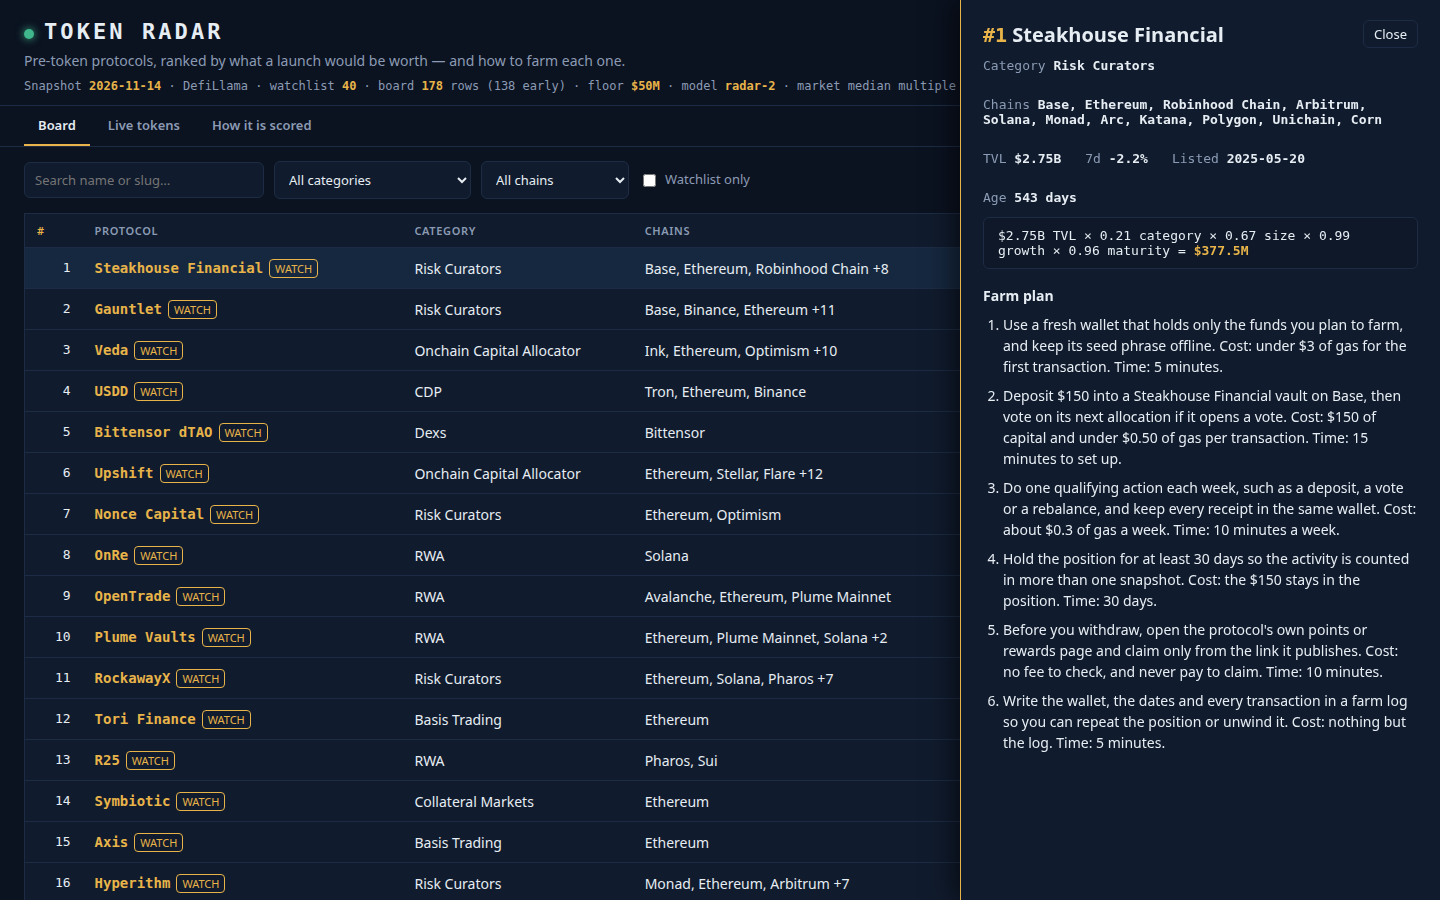 TOKEN RADAR
Pre-token protocols, ranked by what a launch would be worth — and how to farm each one.
Snapshot 2026-11-14 · DefiLlama · watchlist 40 · board 178 rows (138 early) · floor $50M · model radar-2 · market median multiple
Board Live tokens How it is scored
Search name or slug... All categories All chains Watchlist only
# PROTOCOL CATEGORY CHAINS
1 Steakhouse Financial WATCH Risk Curators Base, Ethereum, Robinhood Chain +8
2 Gauntlet WATCH Risk Curators Base, Binance, Ethereum +11
3 Veda WATCH Onchain Capital Allocator Ink, Ethereum, Optimism +10
4 USDD WATCH CDP Tron, Ethereum, Binance
5 Bittensor dTAO WATCH Dexs Bittensor
6 Upshift WATCH Onchain Capital Allocator Ethereum, Stellar, Flare +12
7 Nonce Capital WATCH Risk Curators Ethereum, Optimism
8 OnRe WATCH RWA Solana
9 OpenTrade WATCH RWA Avalanche, Ethereum, Plume Mainnet
10 Plume Vaults WATCH RWA Ethereum, Plume Mainnet, Solana +2
11 RockawayX WATCH Risk Curators Ethereum, Solana, Pharos +7
12 Tori Finance WATCH Basis Trading Ethereum
13 R25 WATCH RWA Pharos, Sui
14 Symbiotic WATCH Collateral Markets Ethereum
15 Axis WATCH Basis Trading Ethereum
16 Hyperithm WATCH Risk Curators Monad, Ethereum, Arbitrum +7
#1 Steakhouse Financial Close
Category Risk Curators
Chains Base, Ethereum, Robinhood Chain, Arbitrum,
Solana, Monad, Arc, Katana, Polygon, Unichain, Corn
TVL $2.75B 7d -2.2% Listed 2025-05-20
Age 543 days
$2.75B TVL × 0.21 category × 0.67 size × 0.99
growth × 0.96 maturity = $377.5M
Farm plan
1. Use a fresh wallet that holds only the funds you plan to farm,
and keep its seed phrase offline. Cost: under $3 of gas for the
first transaction. Time: 5 minutes.
2. Deposit $150 into a Steakhouse Financial vault on Base, then
vote on its next allocation if it opens a vote. Cost: $150 of
capital and under $0.50 of gas per transaction. Time: 15
minutes to set up.
3. Do one qualifying action each week, such as a deposit, a vote
or a rebalance, and keep every receipt in the same wallet. Cost:
about $0.3 of gas a week. Time: 10 minutes a week.
4. Hold the position for at least 30 days so the activity is counted
in more than one snapshot. Cost: the $150 stays in the
position. Time: 30 days.
5. Before you withdraw, open the protocol's own points or
rewards page and claim only from the link it publishes. Cost:
no fee to check, and never pay to claim. Time: 10 minutes.
6. Write the wallet, the dates and every transaction in a farm log
so you can repeat the position or unwind it. Cost: nothing but
the log. Time: 5 minutes.